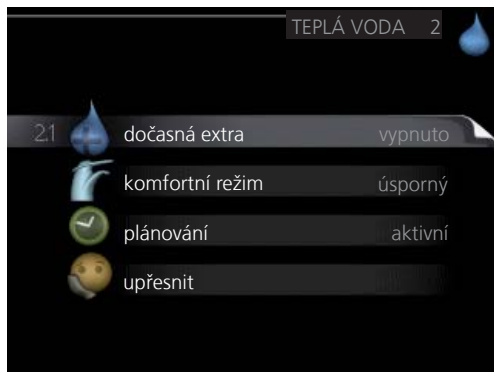 TEPLÁ VODA 2
2.1 dočasná extra vypnuto
komfortní režim úsporný
plánování aktivní
upřesnit